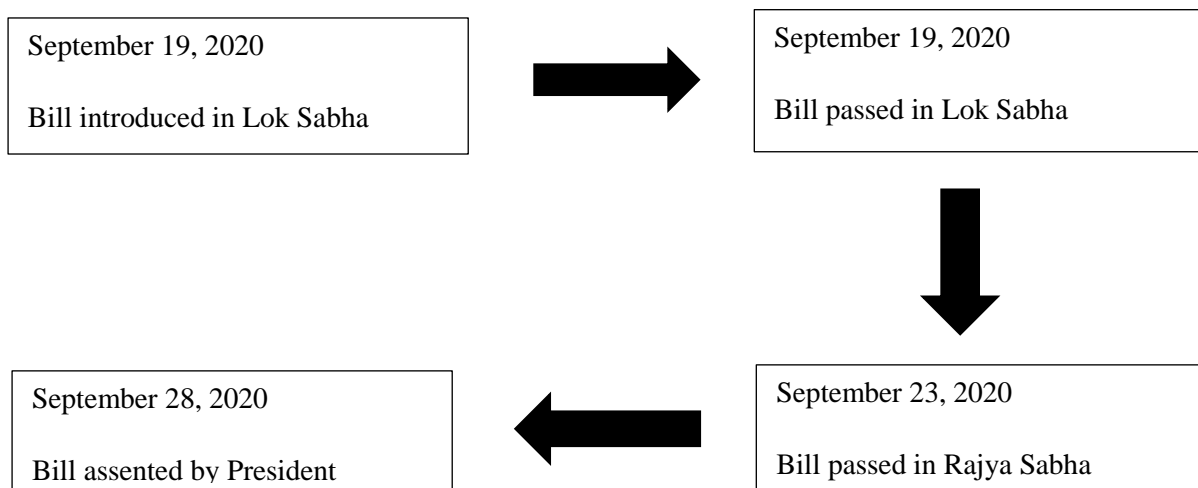 September 19, 2020
Bill introduced in Lok Sabha
September 19, 2020
Bill passed in Lok Sabha
September 23, 2020
Bill passed in Rajya Sabha
September 28, 2020
Bill assented by President